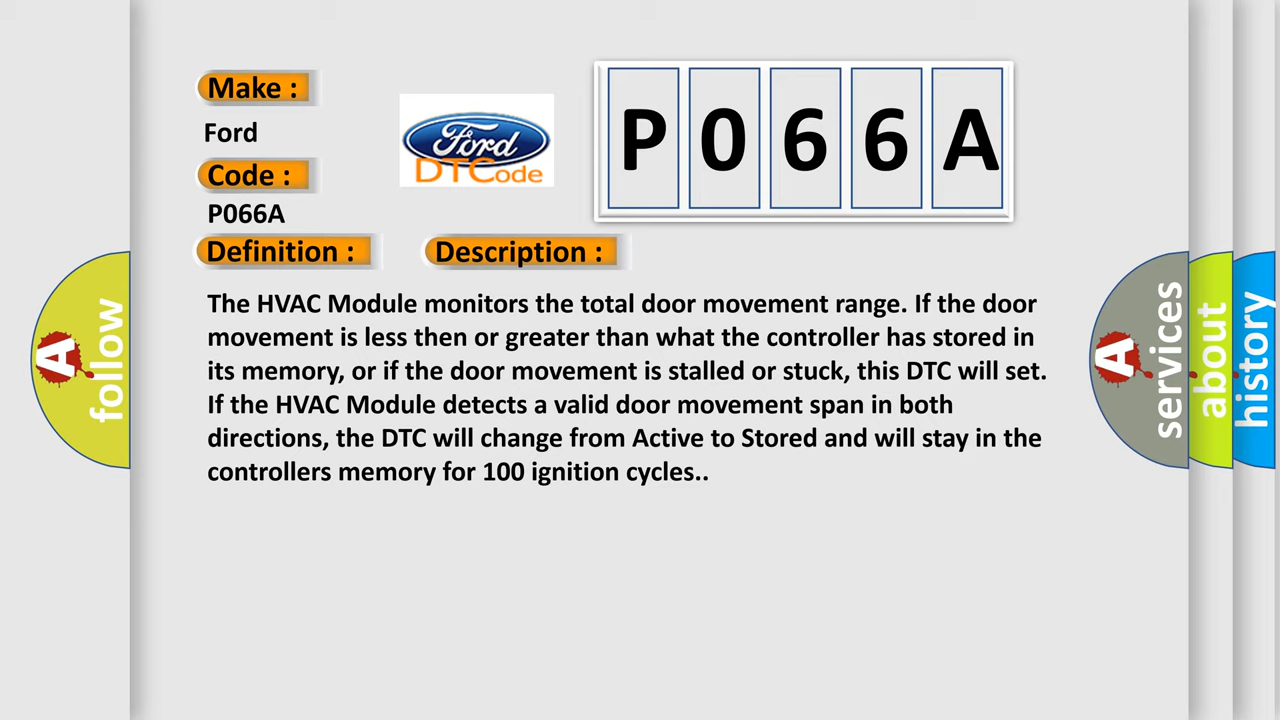 Make :
Ford
Code :
P066A
Ford
DTCode
P066A
Definition :
Description :
The HVAC Module monitors the total door movement range. If the door
movement is less then or greater than what the controller has stored in
its memory, or if the door movement is stalled or stuck, this DTC will set.
If the HVAC Module detects a valid door movement span in both
directions, the DTC will change from Active to Stored and will stay in the
controllers memory for 100 ignition cycles..
A
follow
A
services
about
history